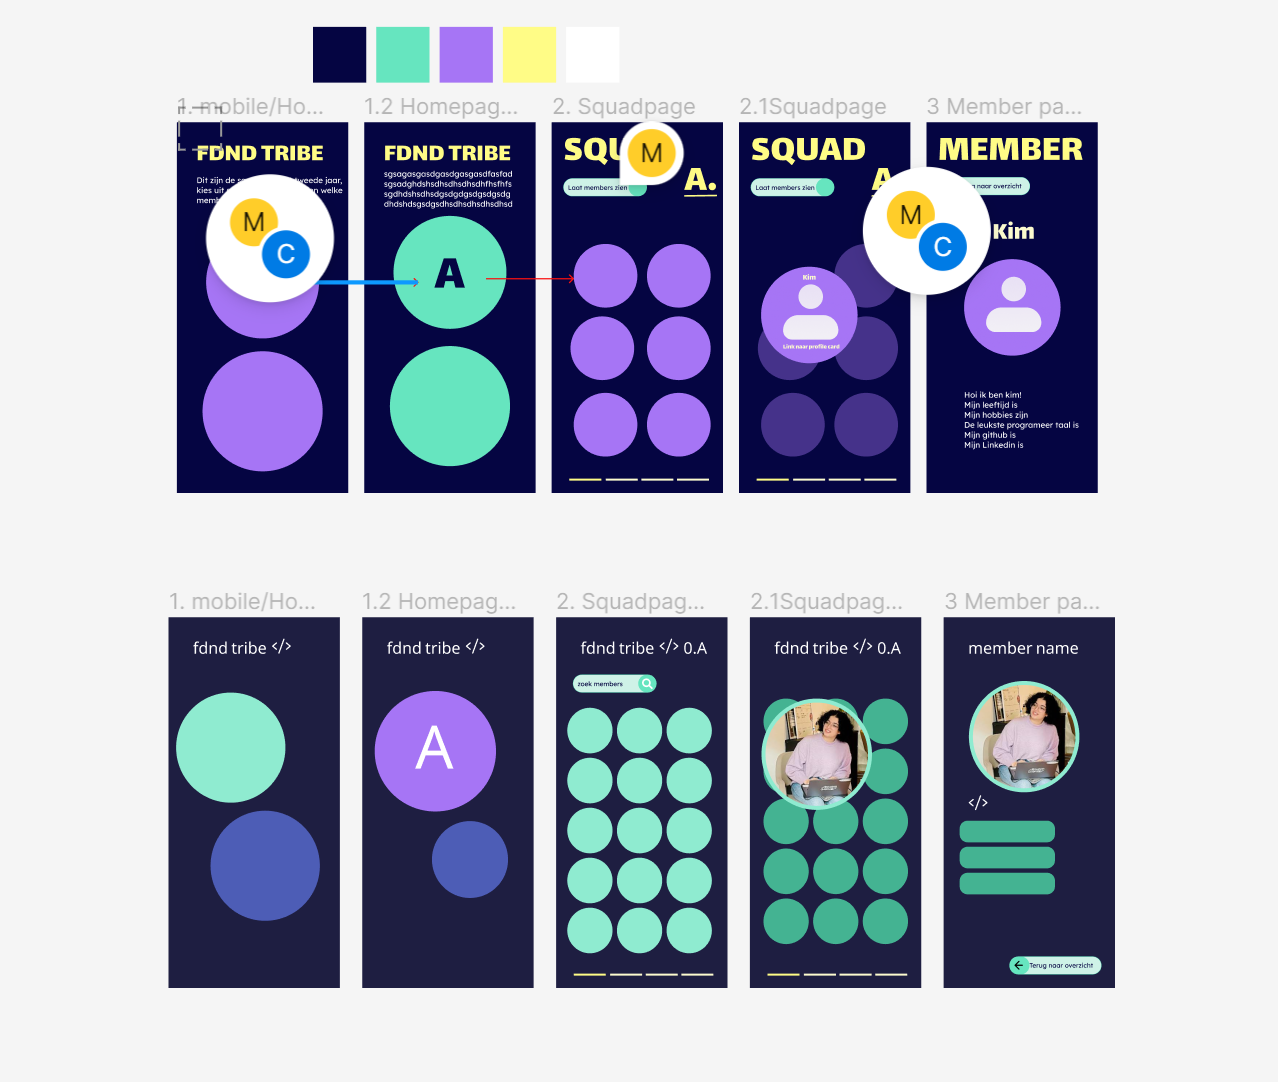 1. mobile/Ho...
1.2 Homepag...
2. Squadpage
2.1Squadpage
3 Member pa...
FDND TRIBE
Dit zijn de tweede jaar,
kies uit welke
FDND TRIBE
sgsagasgasdgasdgasgasdfasfad
sgsadghdshsdhsdhsdhsdhfhsfhfs
sgdhdshsdhsdgsdgdgsdgsdgsdg
dhdshdsgsdgsdhsdhsdhsdhsdhsd
A
SQU
M
Laat members zien
A.
SQUAD
Laat members zien
A
Kim
Link naar profile card
MEMBER
naar overzicht
Kim
Hoi ik ben kim!
Mijn leeftijd is
Mijn hobbies zijn
De leukste programeer taal is
Mijn github is
Mijn Linkedin is
M
C
M
C
1. mobile/Ho...
1.2 Homepag...
2. Squadpag...
2.1Squadpag...
3 Member pa...
fdnd tribe </>
fdnd tribe </>
A
fdnd tribe </> 0.A
zoek members
fdnd tribe </> 0.A
member name
</>
Terug naar overzicht